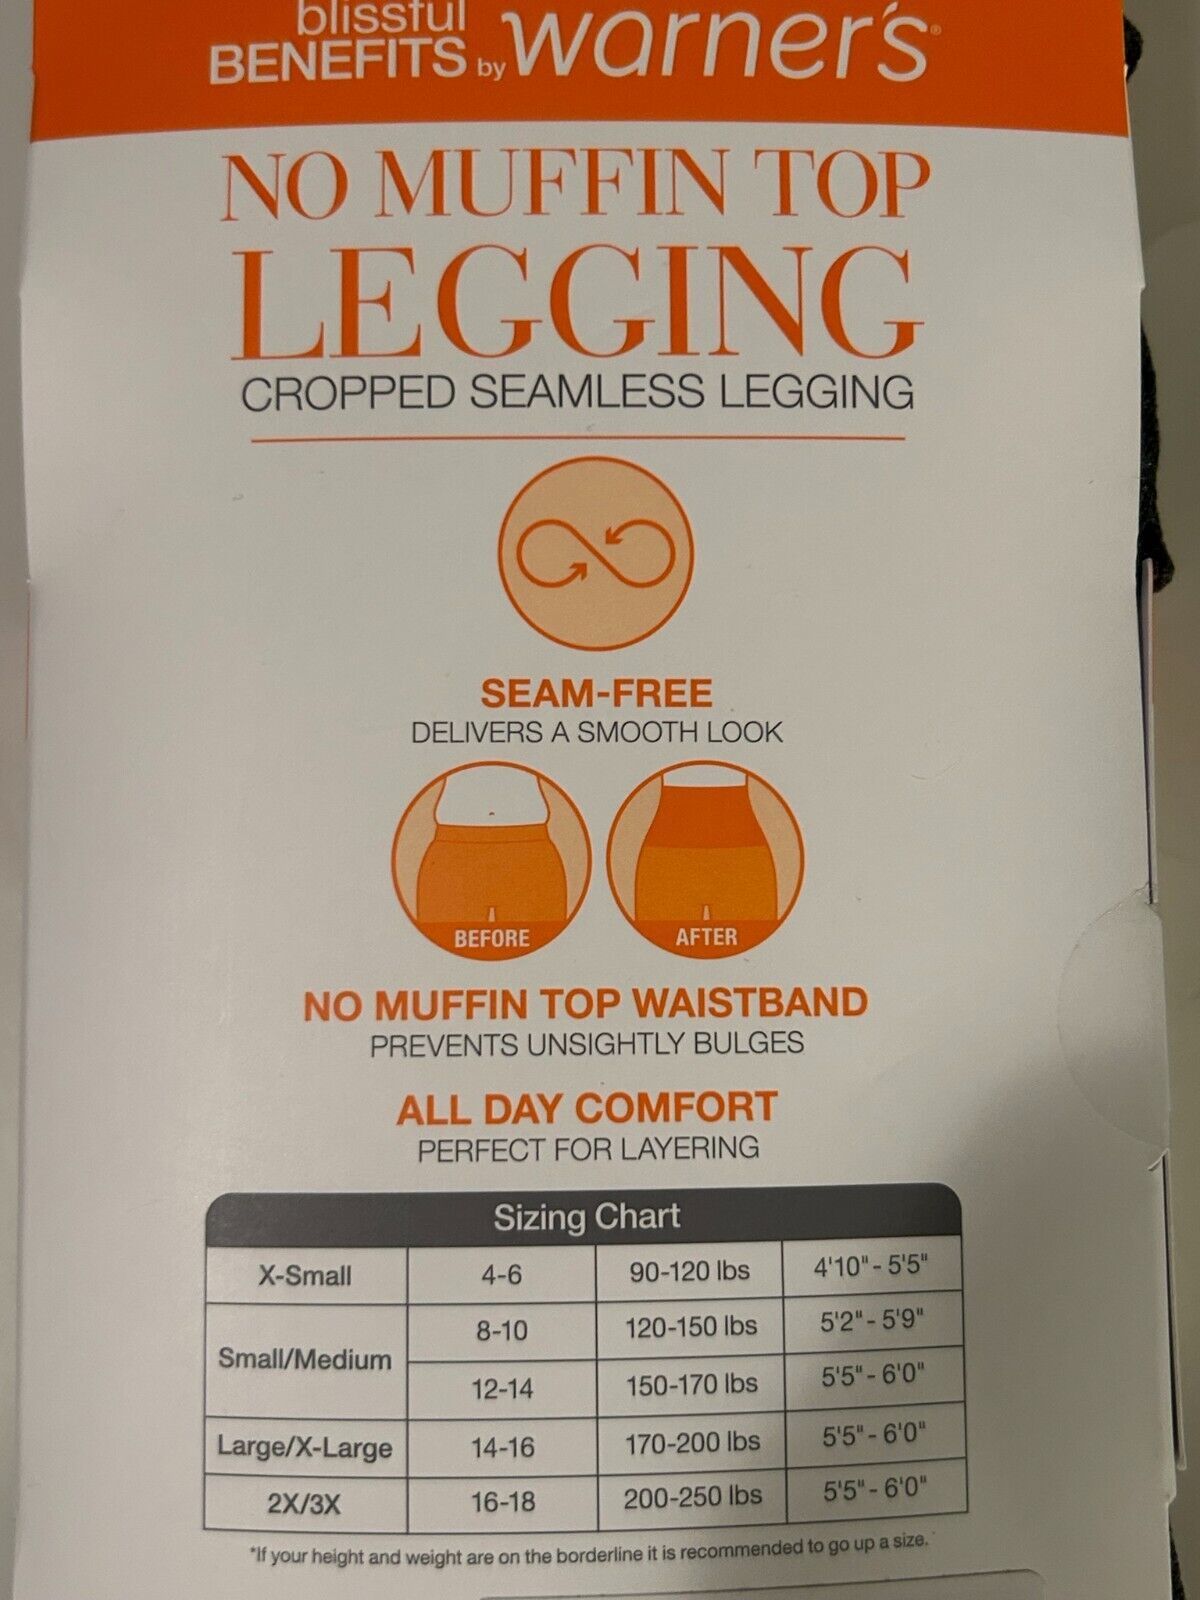 blissful
BENEFITS by warner's®
NO MUFFIN TOP
LEGGING
CROPPED SEAMLESS LEGGING
SEAM-FREE
DELIVERS A SMOOTH LOOK
BEFORE AFTER
NO MUFFIN TOP WAISTBAND
PREVENTS UNSIGHTLY BULGES
ALL DAY COMFORT
PERFECT FOR LAYERING
Sizing Chart
X-Small 4-6 90-120 lbs 4'10" - 5'5"
Small/Medium 8-10 120-150 lbs 5'2" - 5'9"
12-14 150-170 lbs 5'5" - 6'0"
Large/X-Large 14-16 170-200 lbs 5'5" - 6'0"
2X/3X 16-18 200-250 lbs 5'5" - 6'0"
*If your height and weight are on the borderline it is recommended to go up a size.